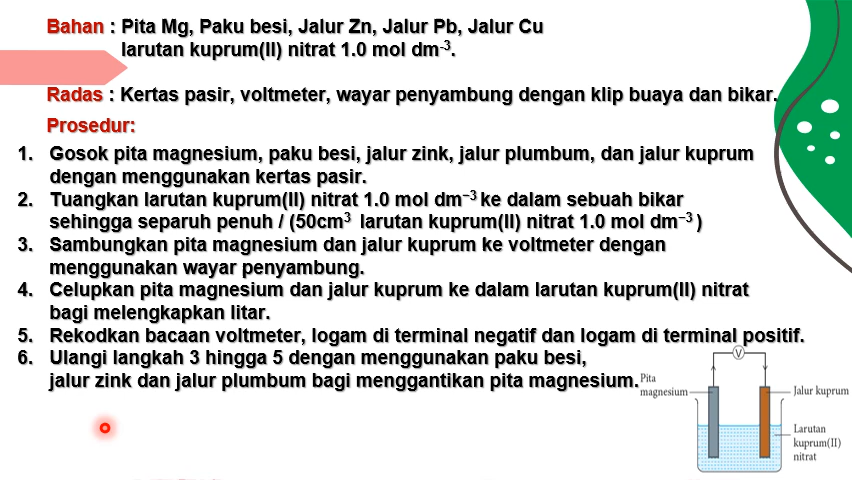 Bahan : Pita Mg, Paku besi, Jalur Zn, Jalur Pb, Jalur Cu
larutan kuprum(II) nitrat 1.0 mol dm⁻³.
Radas : Kertas pasir, voltmeter, wayar penyambung dengan klip buaya dan bikar.
Prosedur:
1. Gosok pita magnesium, paku besi, jalur zink, jalur plumbum, dan jalur kuprum
dengan menggunakan kertas pasir.
2. Tuangkan larutan kuprum(II) nitrat 1.0 mol dm⁻³ ke dalam sebuah bikar
sehingga separuh penuh / (50cm³ larutan kuprum(II) nitrat 1.0 mol dm⁻³ )
3. Sambungkan pita magnesium dan jalur kuprum ke voltmeter dengan
menggunakan wayar penyambung.
4. Celupkan pita magnesium dan jalur kuprum ke dalam larutan kuprum(II) nitrat
bagi melengkapkan litar.
5. Rekodkan bacaan voltmeter, logam di terminal negatif dan logam di terminal positif.
6. Ulangi langkah 3 hingga 5 dengan menggunakan paku besi,
jalur zink dan jalur plumbum bagi menggantikan pita magnesium.
V
Pita
magnesium
Jalur kuprum
Larutan
kuprum(II)
nitrat